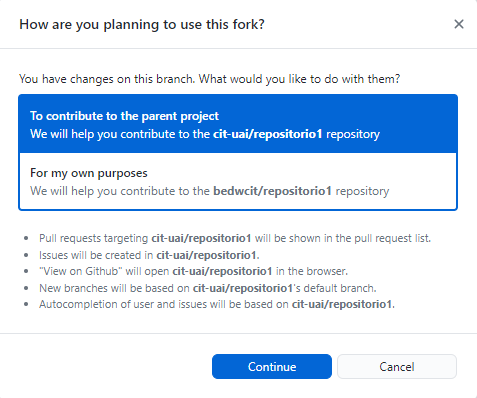 How are you planning to use this fork?
You have changes on this branch. What would you like to do with them?
To contribute to the parent project
We will help you contribute to the cit-uai/repositorio1 repository
For my own purposes
We will help you contribute to the bedwcit/repositorio1 repository
Pull requests targeting cit-uai/repositorio1 will be shown in the pull request list.
Issues will be created in cit-uai/repositorio1.
"View on Github" will open cit-uai/repositorio1 in the browser.
New branches will be based on cit-uai/repositorio1's default branch.
Autocompletion of user and issues will be based on cit-uai/repositorio1.
Continue
Cancel